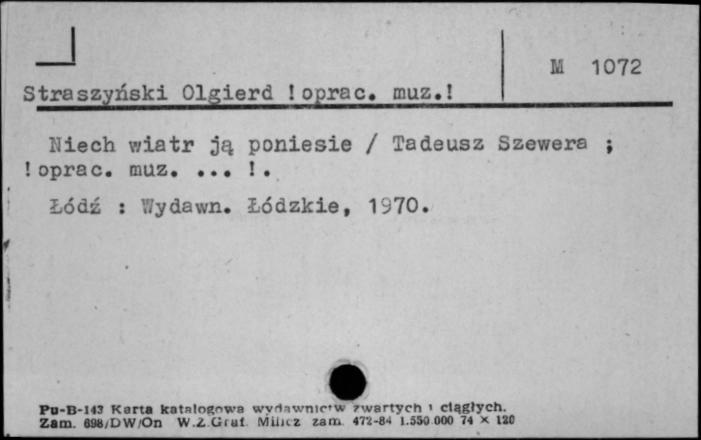 M 1072
Straszyński Olgierd !oprac. muz.!
Niech wiatr ją poniesie / Tadeusz Szewera ;
!oprac. muz. ... !.
Łódź : Wydawn. Łódzkie, 1970.
Pu-B-143 Karta katalogowa wydawnictw zwartych i ciągłych.
Zam. 698/DW/On W.Z.Graf. Milicz zam. 472-84 1.550.000 74 × 120